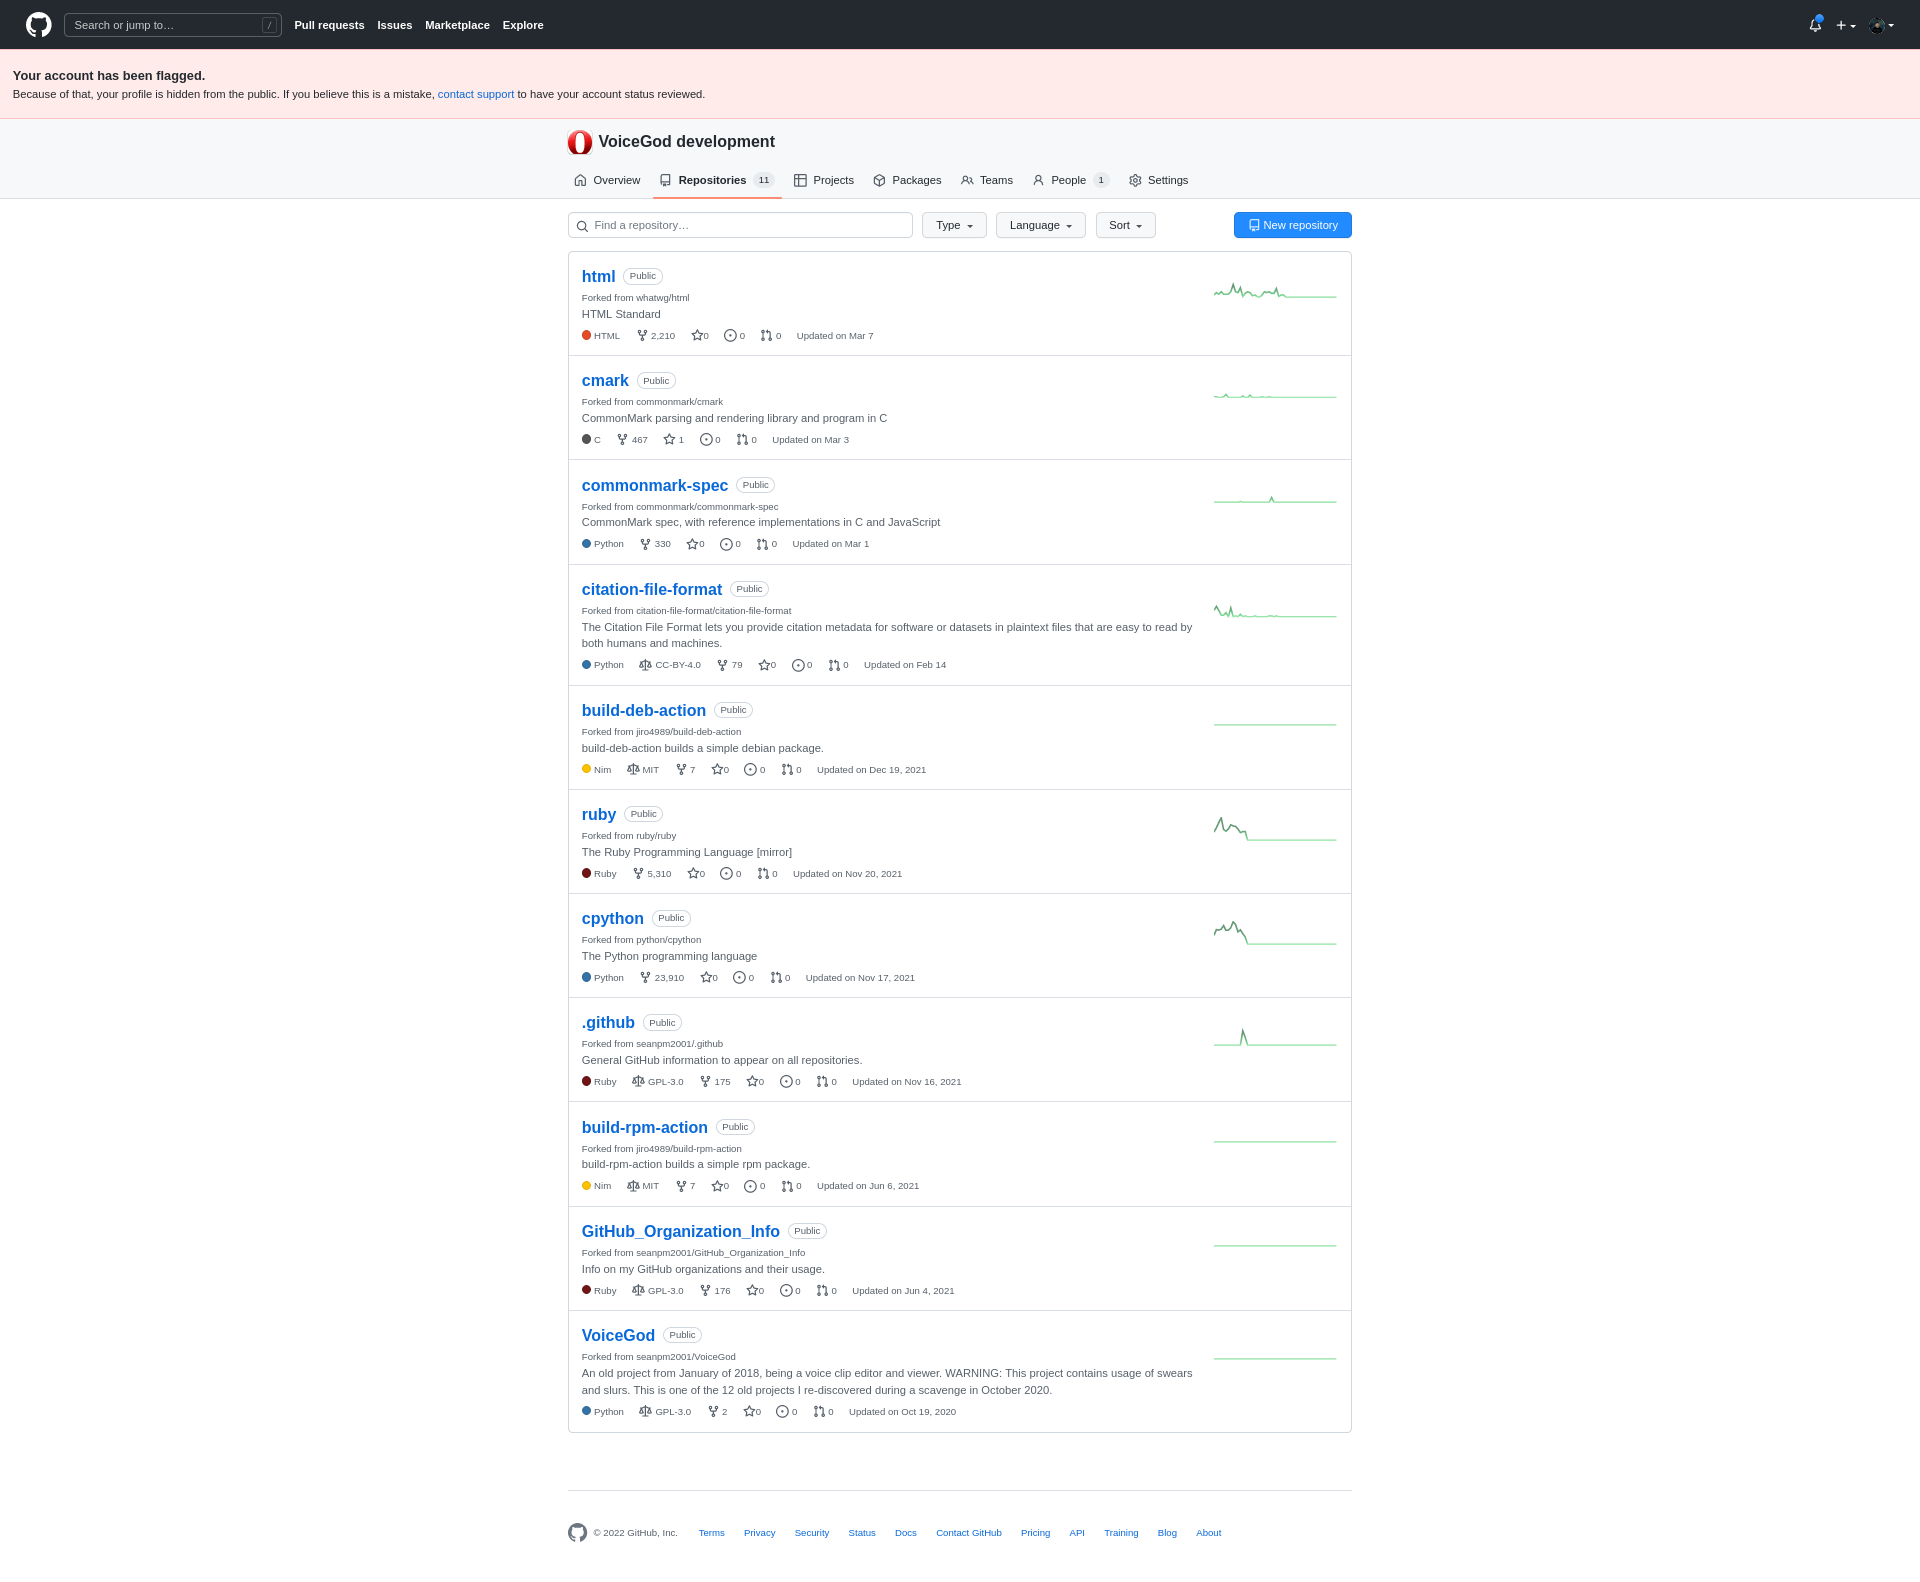 Search or jump to… /
Pull requests Issues Marketplace Explore
Your account has been flagged.
Because of that, your profile is hidden from the public. If you believe this is a mistake, contact support to have your account status reviewed.
VoiceGod development
Overview Repositories 11 Projects Packages Teams People 1 Settings
Find a repository… Type Language Sort New repository
html Public
Forked from whatwg/html
HTML Standard
HTML 2,210 0 0 0 Updated on Mar 7
cmark Public
Forked from commonmark/cmark
CommonMark parsing and rendering library and program in C
C 467 1 0 0 Updated on Mar 3
commonmark-spec Public
Forked from commonmark/commonmark-spec
CommonMark spec, with reference implementations in C and JavaScript
Python 330 0 0 0 Updated on Mar 1
citation-file-format Public
Forked from citation-file-format/citation-file-format
The Citation File Format lets you provide citation metadata for software or datasets in plaintext files that are easy to read by
both humans and machines.
Python CC-BY-4.0 79 0 0 0 Updated on Feb 14
build-deb-action Public
Forked from jiro4989/build-deb-action
build-deb-action builds a simple debian package.
Nim MIT 7 0 0 0 Updated on Dec 19, 2021
ruby Public
Forked from ruby/ruby
The Ruby Programming Language [mirror]
Ruby 5,310 0 0 0 Updated on Nov 20, 2021
cpython Public
Forked from python/cpython
The Python programming language
Python 23,910 0 0 0 Updated on Nov 17, 2021
.github Public
Forked from seanpm2001/.github
General GitHub information to appear on all repositories.
Ruby GPL-3.0 175 0 0 0 Updated on Nov 16, 2021
build-rpm-action Public
Forked from jiro4989/build-rpm-action
build-rpm-action builds a simple rpm package.
Nim MIT 7 0 0 0 Updated on Jun 6, 2021
GitHub_Organization_Info Public
Forked from seanpm2001/GitHub_Organization_Info
Info on my GitHub organizations and their usage.
Ruby GPL-3.0 176 0 0 0 Updated on Jun 4, 2021
VoiceGod Public
Forked from seanpm2001/VoiceGod
An old project from January of 2018, being a voice clip editor and viewer. WARNING: This project contains usage of swears
and slurs. This is one of the 12 old projects I re-discovered during a scavenge in October 2020.
Python GPL-3.0 2 0 0 0 Updated on Oct 19, 2020
© 2022 GitHub, Inc. Terms Privacy Security Status Docs Contact GitHub Pricing API Training Blog About